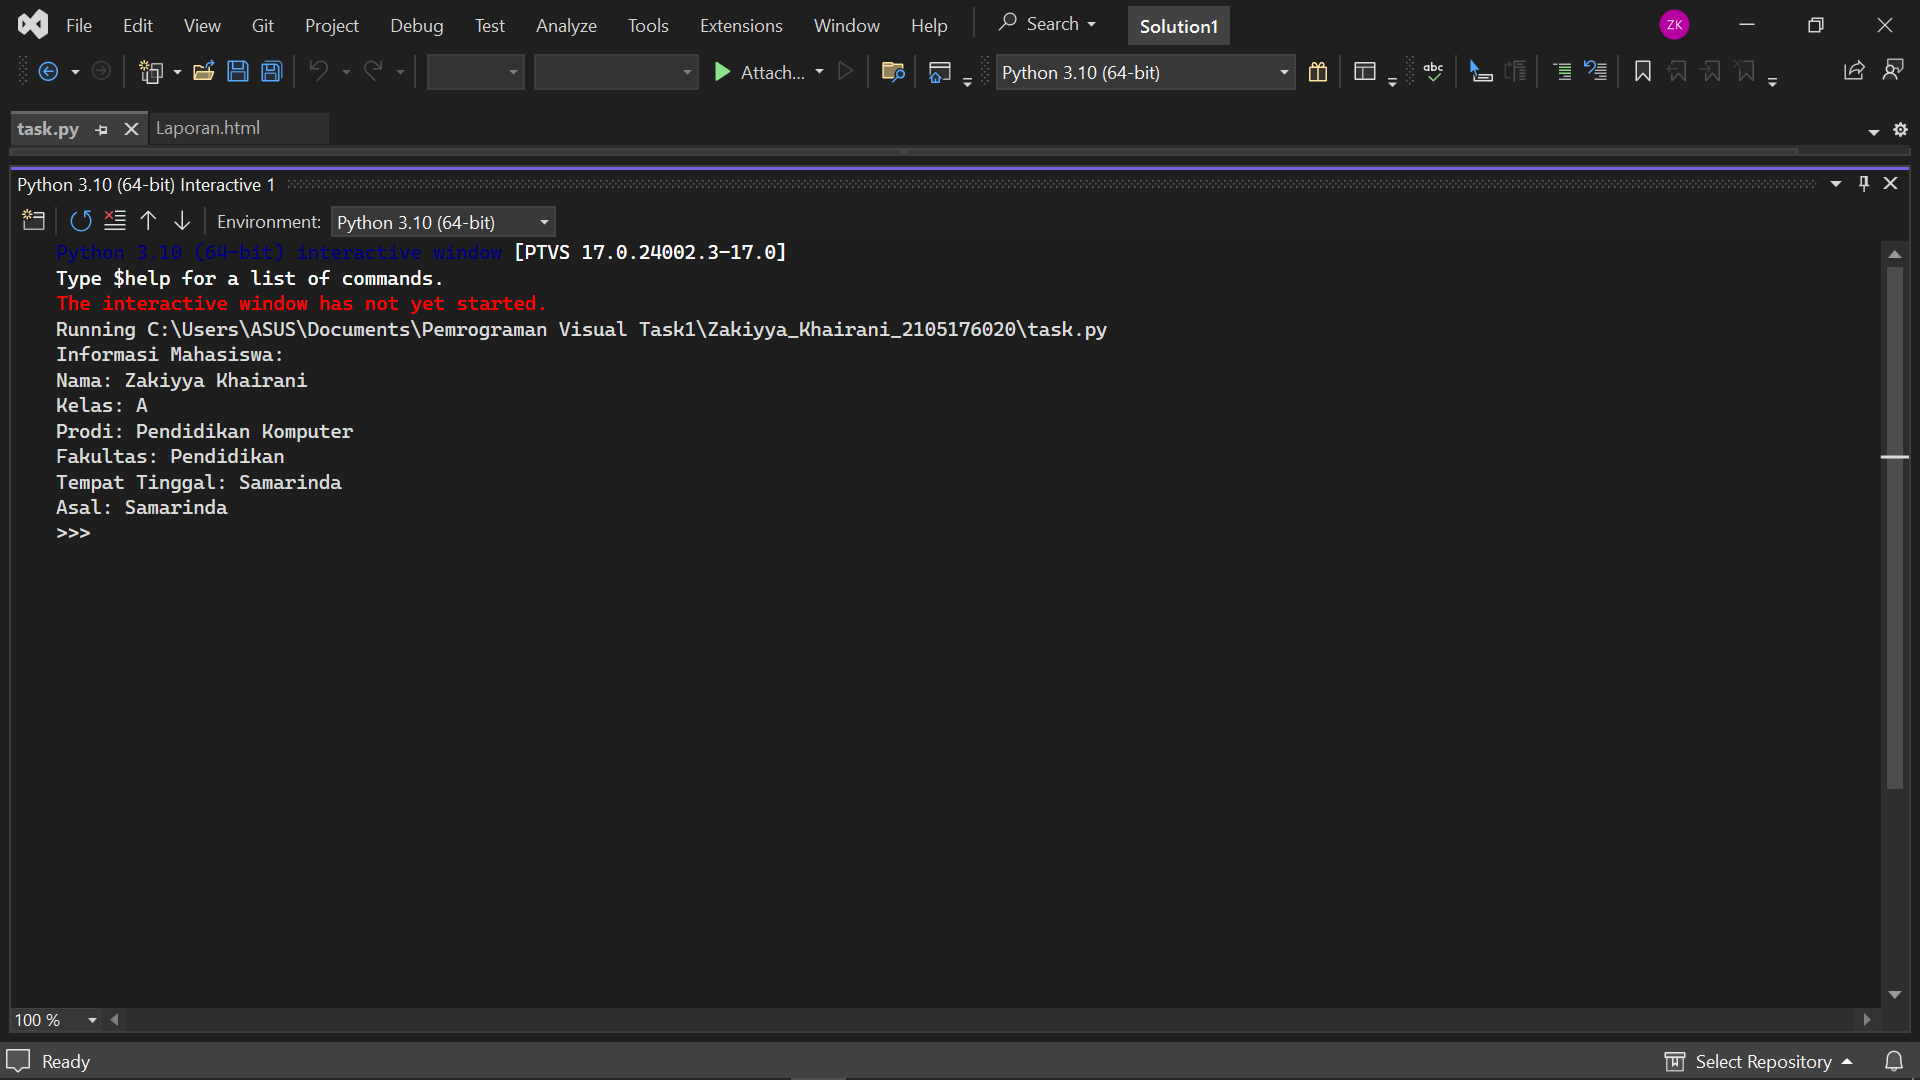 File Edit View Git Project Debug Test Analyze Tools Extensions Window Help Search Solution1 ZK
Attach... Python 3.10 (64-bit) abc
task.py Laporan.html
Python 3.10 (64-bit) Interactive 1
Environment: Python 3.10 (64-bit)
Python 3.10 (64-bit) interactive window [PTVS 17.0.24002.3-17.0]
Type $help for a list of commands.
The interactive window has not yet started.
Running C:\Users\ASUS\Documents\Pemrograman Visual Task1\Zakiyya_Khairani_2105176020\task.py
Informasi Mahasiswa:
Nama: Zakiyya Khairani
Kelas: A
Prodi: Pendidikan Komputer
Fakultas: Pendidikan
Tempat Tinggal: Samarinda
Asal: Samarinda
>>>
100 %
Ready Select Repository